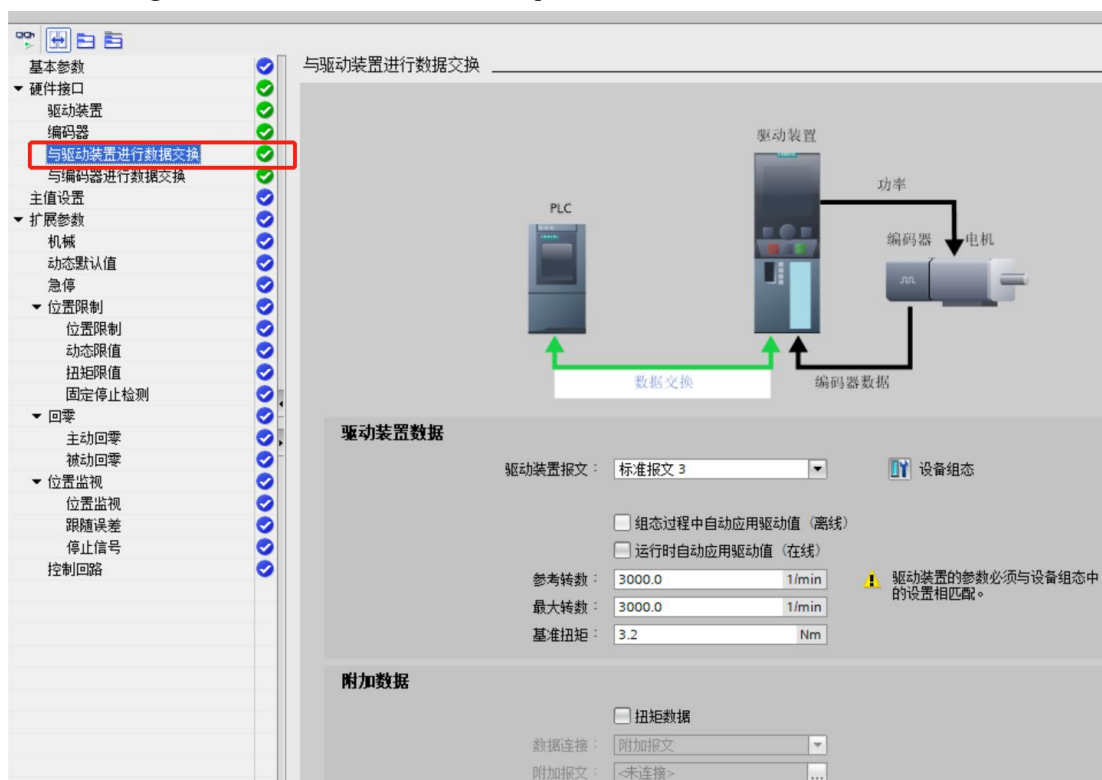 基本参数
硬件接口
驱动装置
编码器
与驱动装置进行数据交换
与编码器进行数据交换
主值设置
扩展参数
机械
动态默认值
急停
位置限制
位置限制
动态限值
扭矩限值
固定停止检测
回零
主动回零
被动回零
位置监视
位置监视
跟随误差
停止信号
控制回路
与驱动装置进行数据交换
驱动装置
功率
PLC
编码器
电机
数据交换
编码器数据
驱动装置数据
驱动装置报文：
标准报文 3
设备组态
组态过程中自动应用驱动值（离线）
运行时自动应用驱动值（在线）
参考转数：
3000.0 1/min
驱动装置的参数必须与设备组态中
的设置相匹配。
最大转数：
3000.0 1/min
基准扭矩：
3.2 Nm
附加数据
扭矩数据
数据连接：
附加报文
附加报文：
<未连接>
...